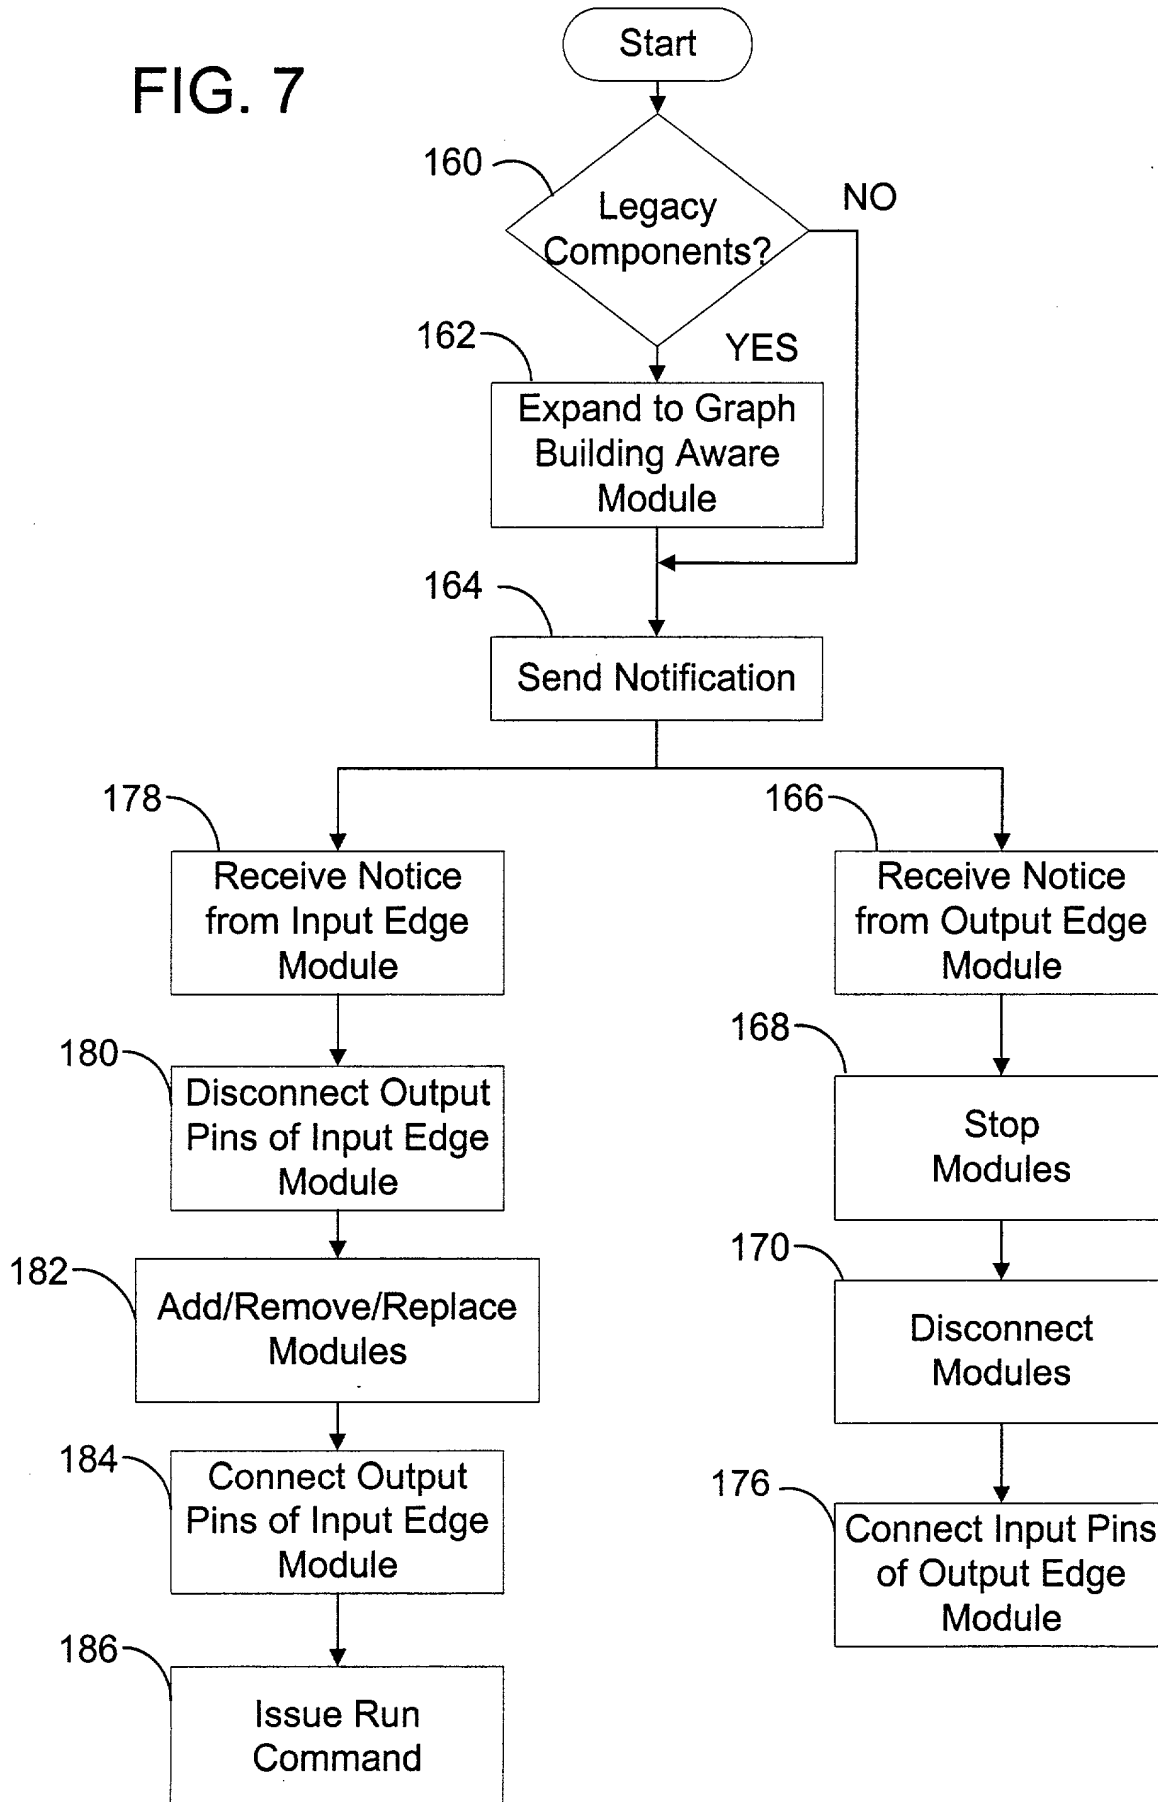 FIG. 7
Start
160
Legacy
Components?
NO
YES
162
Expand to Graph
Building Aware
Module
164
Send Notification
178
Receive Notice
from Input Edge
Module
166
Receive Notice
from Output Edge
Module
180
Disconnect Output
Pins of Input Edge
Module
168
Stop
Modules
182
Add/Remove/Replace
Modules
170
Disconnect
Modules
184
Connect Output
Pins of Input Edge
Module
176
Connect Input Pins
of Output Edge
Module
186
Issue Run
Command